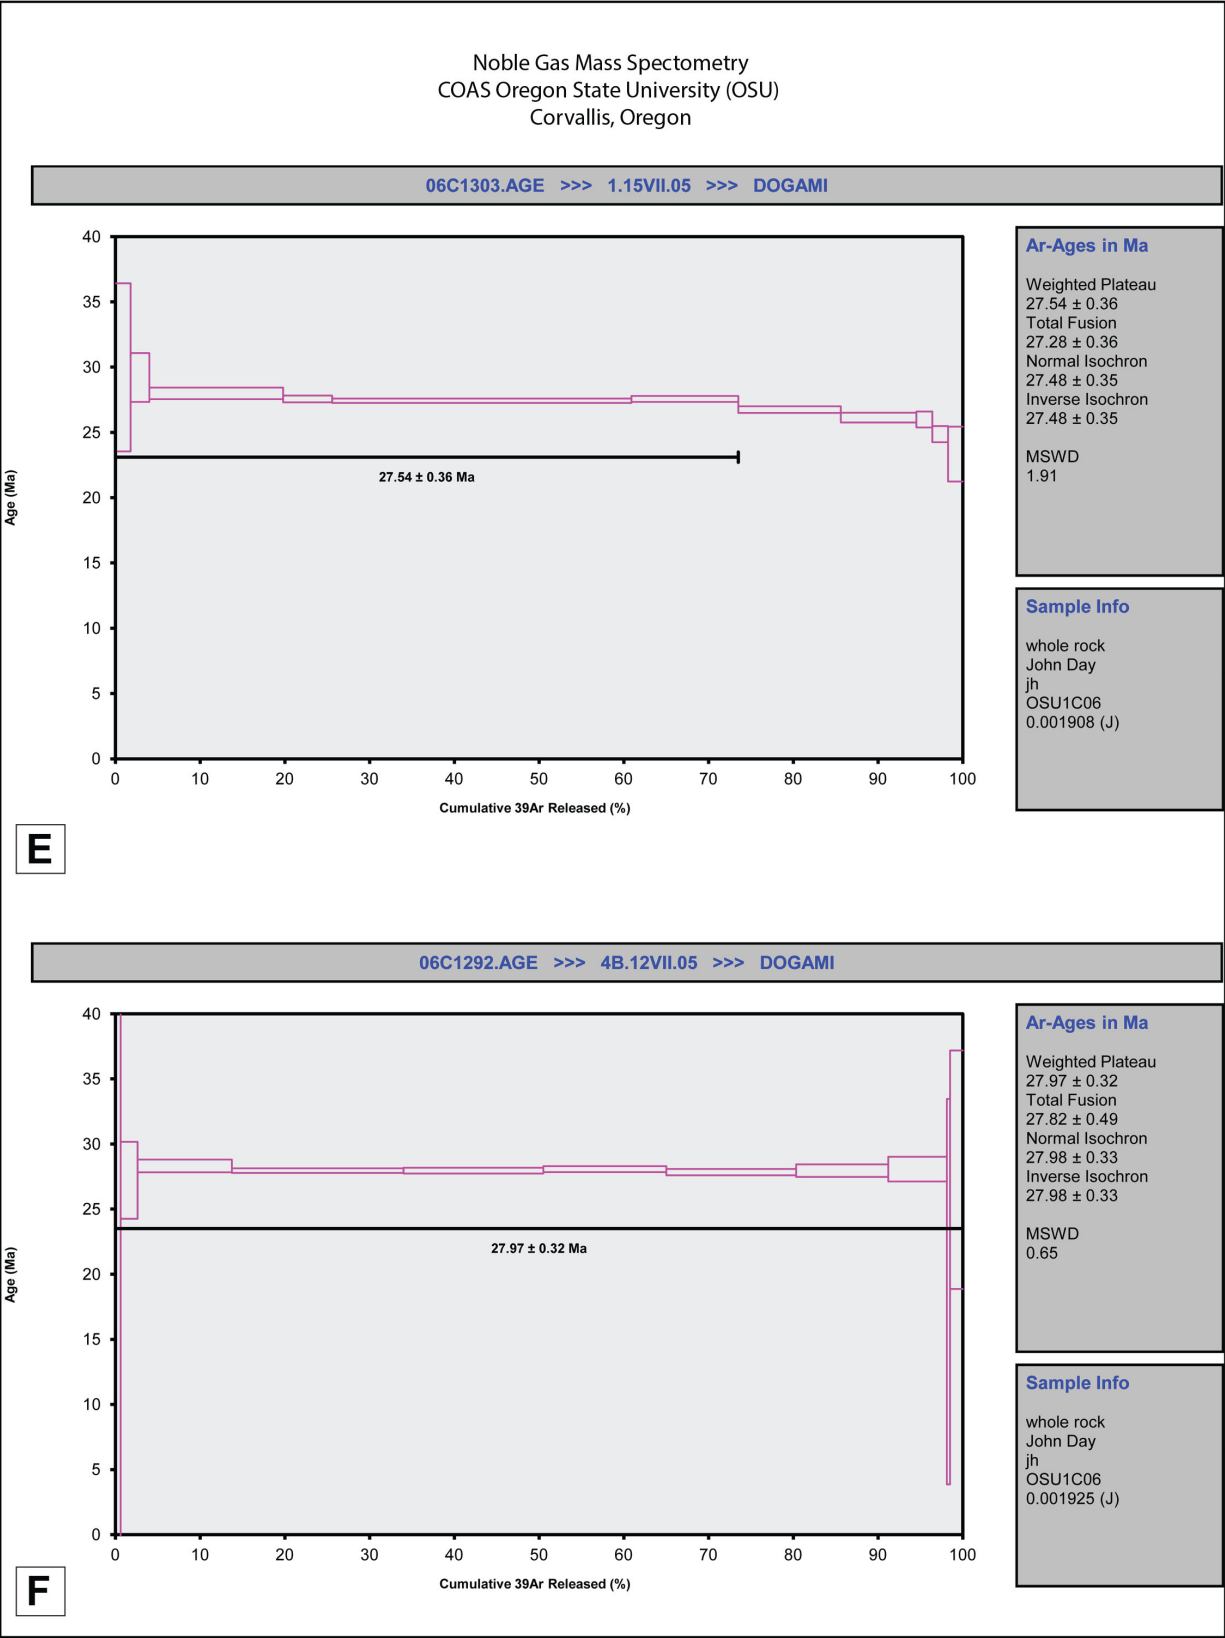 Noble Gas Mass Spectometry
COAS Oregon State University (OSU)
Corvallis, Oregon
06C1303.AGE >>> 1.15VII.05 >>> DOGAMI
40
35
30
25
20
15
10
5
0
Age (Ma)
27.54 ± 0.36 Ma
0 10 20 30 40 50 60 70 80 90 100
Cumulative 39Ar Released (%)
Ar-Ages in Ma
Weighted Plateau
27.54 ± 0.36
Total Fusion
27.28 ± 0.36
Normal Isochron
27.48 ± 0.35
Inverse Isochron
27.48 ± 0.35
MSWD
1.91
Sample Info
whole rock
John Day
jh
OSU1C06
0.001908 (J)
E
06C1292.AGE >>> 4B.12VII.05 >>> DOGAMI
40
35
30
25
20
15
10
5
0
Age (Ma)
27.97 ± 0.32 Ma
0 10 20 30 40 50 60 70 80 90 100
Cumulative 39Ar Released (%)
Ar-Ages in Ma
Weighted Plateau
27.97 ± 0.32
Total Fusion
27.82 ± 0.49
Normal Isochron
27.98 ± 0.33
Inverse Isochron
27.98 ± 0.33
MSWD
0.65
Sample Info
whole rock
John Day
jh
OSU1C06
0.001925 (J)
F